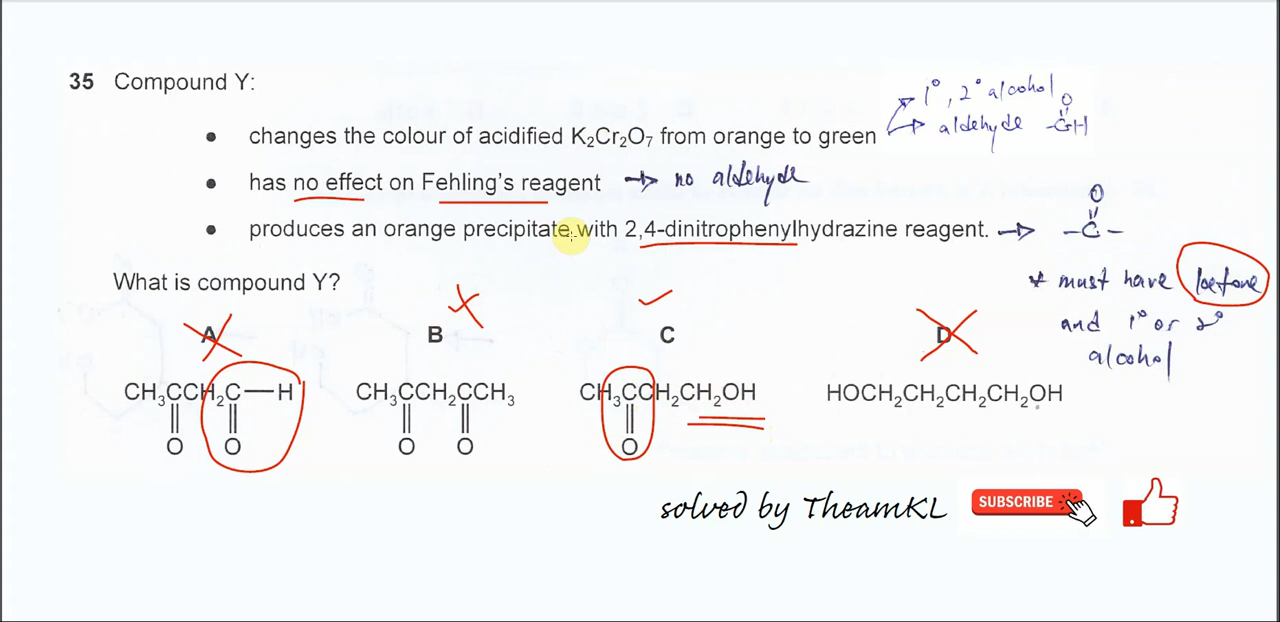 35 Compound Y:
• changes the colour of acidified K₂Cr₂O₇ from orange to green
1°, 2° alcohol
aldehyde
O
-CH
• has no effect on Fehling's reagent → no aldehyde
• produces an orange precipitate with 2,4-dinitrophenylhydrazine reagent. →
O
-C-
What is compound Y?
* must have ketone
and 1° or 2°
alcohol
A B C D
CH₃CCH₂C—H CH₃CCH₂CCH₃ CH₃CCH₂CH₂OH HOCH₂CH₂CH₂CH₂OH
O O O O O
solved by TheamKL
SUBSCRIBE